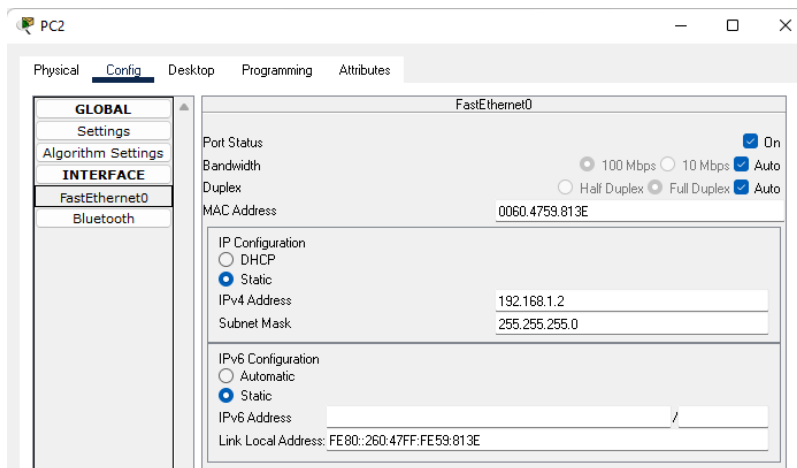 PC2
Physical Config Desktop Programming Attributes
GLOBAL
Settings
Algorithm Settings
INTERFACE
FastEthernet0
Bluetooth
FastEthernet0
Port Status On
Bandwidth 100 Mbps 10 Mbps Auto
Duplex Half Duplex Full Duplex Auto
MAC Address 0060.4759.813E
IP Configuration
DHCP
Static
IPv4 Address 192.168.1.2
Subnet Mask 255.255.255.0
IPv6 Configuration
Automatic
Static
IPv6 Address /
Link Local Address: FE80::260:47FF:FE59:813E